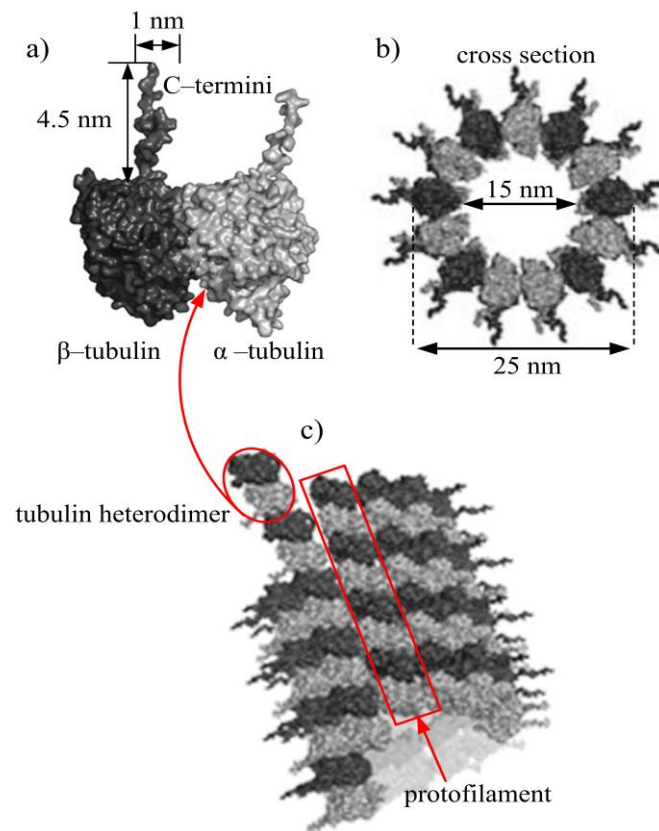 1 nm
a)
C–termini
4.5 nm
β–tubulin
α –tubulin
b)
cross section
15 nm
25 nm
c)
tubulin heterodimer
protofilament